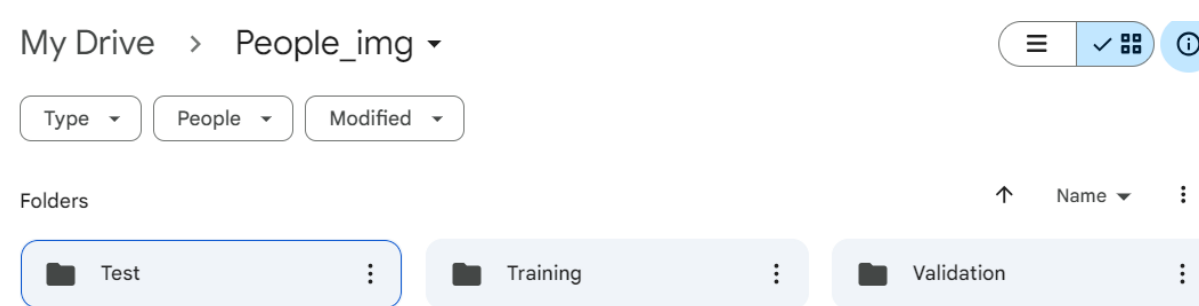 My Drive > People_img
Type People Modified
Folders Name
Test Training Validation